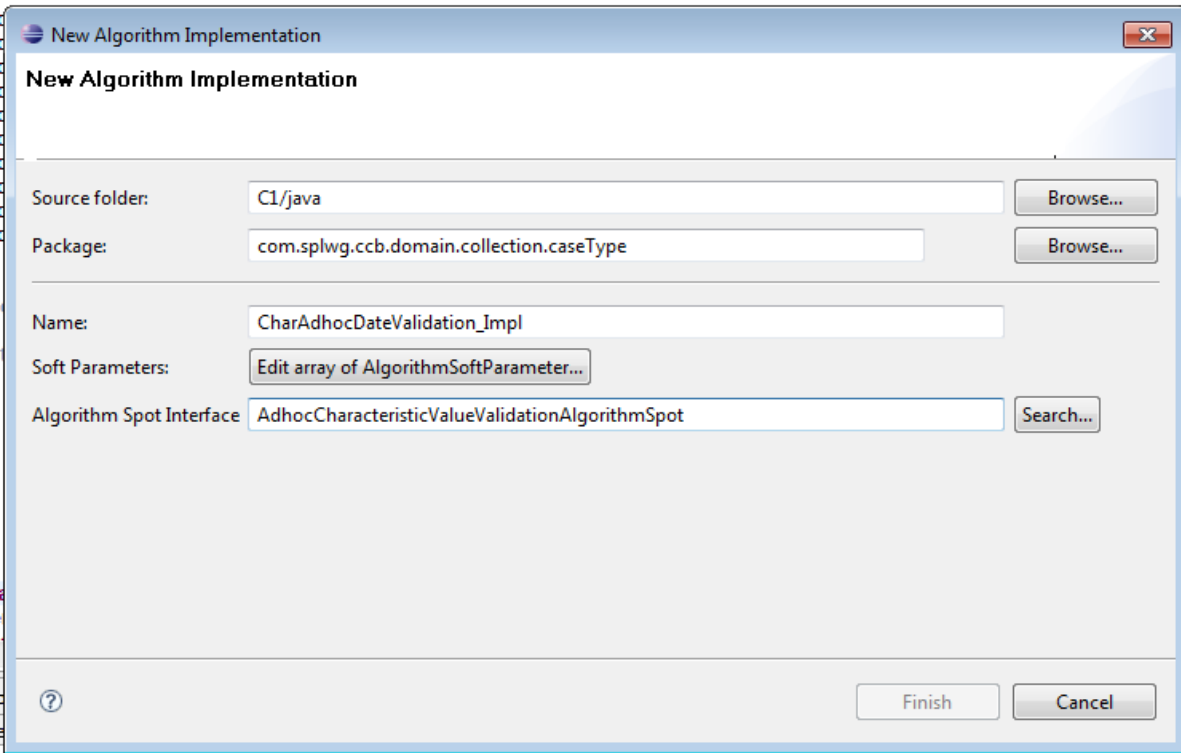 New Algorithm Implementation
New Algorithm Implementation
Source folder: C1/java Browse...
Package: com.splwg.ccb.domain.collection.caseType Browse...
Name: CharAdhocDateValidation_Impl
Soft Parameters: Edit array of AlgorithmSoftParameter...
Algorithm Spot Interface AdhocCharacteristicValueValidationAlgorithmSpot Search...
? Finish Cancel